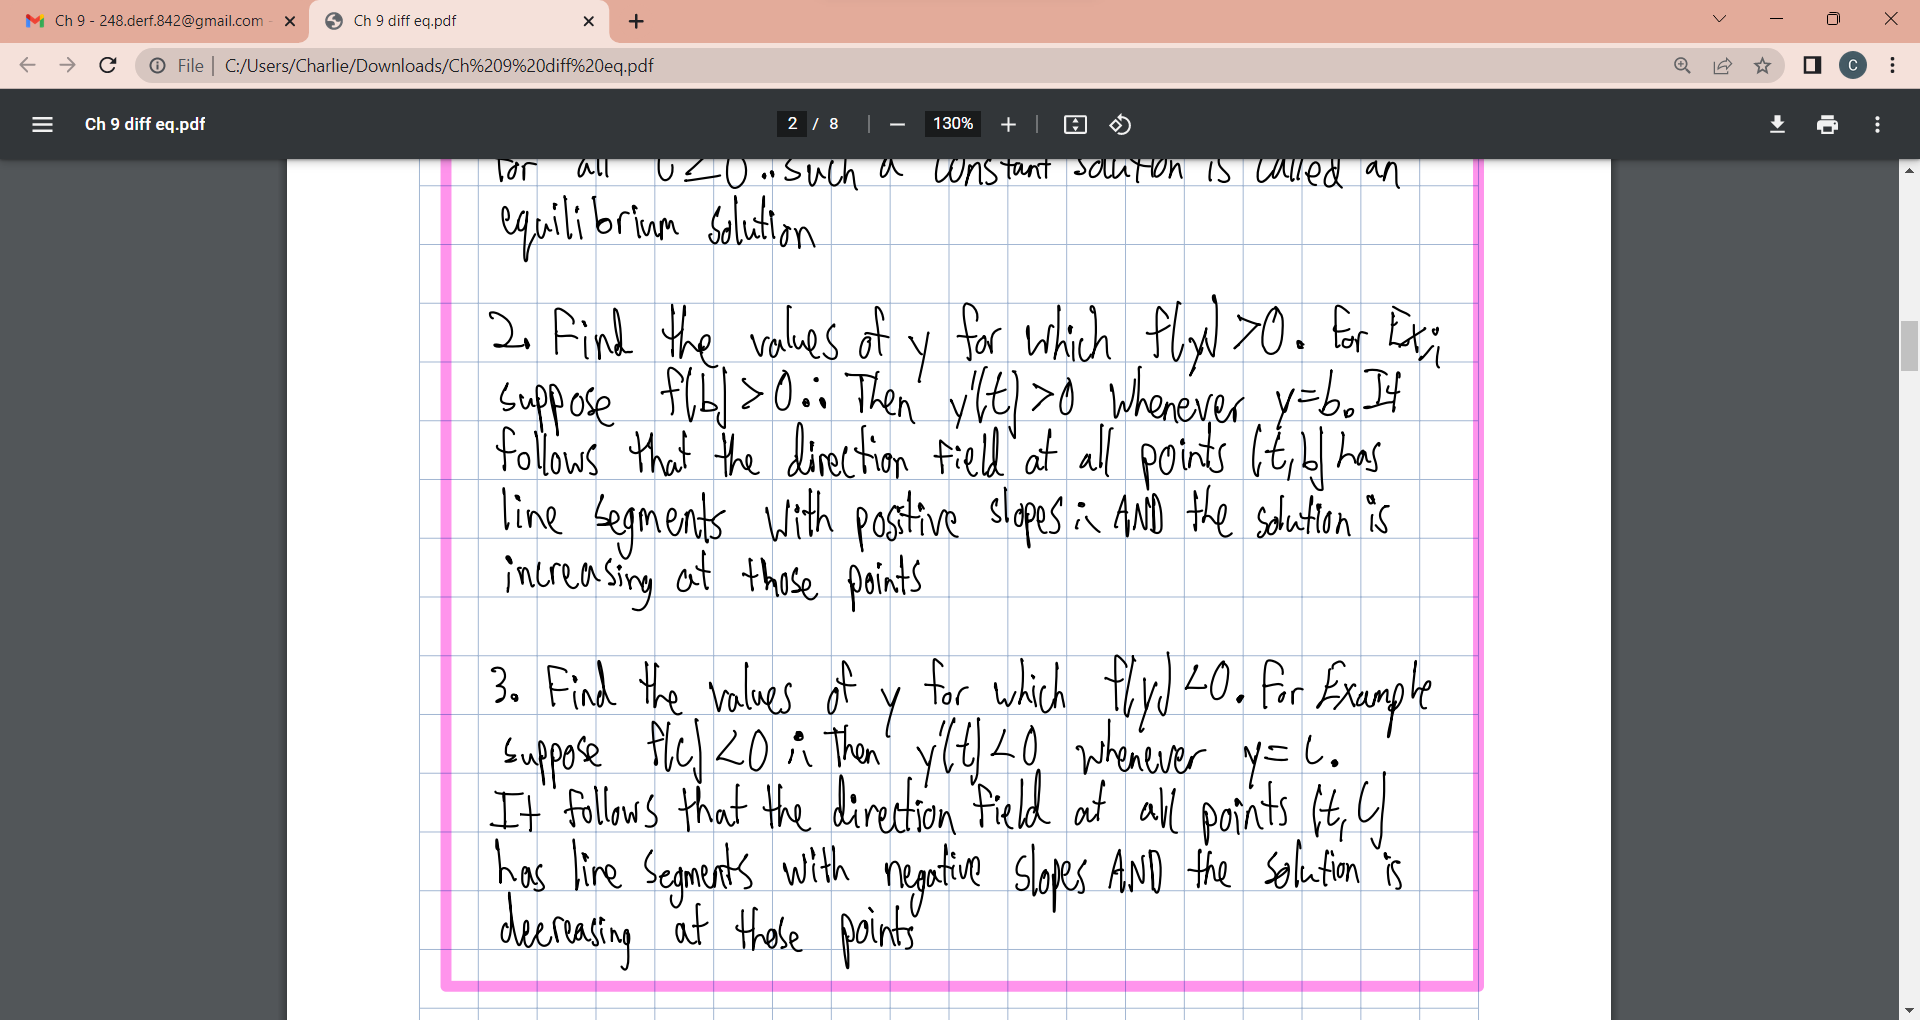 Ch 9 - 248.derf.842@gmail.com -
Ch 9 diff eq.pdf
File | C:/Users/Charlie/Downloads/Ch%209%20diff%20eq.pdf
C
Ch 9 diff eq.pdf
2 / 8
130%
for all t≥0 ∴ such a constant solution is called an
equilibrium solution
2. Find the values of y for which f(y) >0. For Ex;
suppose f(b) >0 ∴ Then y'(t) >0 whenever y=b. It
follows that the direction field at all points (t, b) has
line segments with positive slopes ∴ AND the solution is
increasing at those points
3. Find the values of y for which f(y) <0. For Example
suppose f(c) <0 ∴ Then y'(t) <0 whenever y= c.
It follows that the direction field at all points (t, c)
has line segments with negative slopes AND the solution is
decreasing at those points